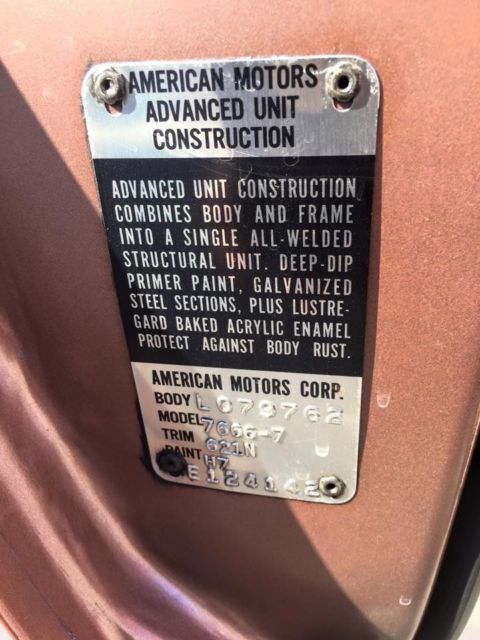 AMERICAN MOTORS
ADVANCED UNIT
CONSTRUCTION
ADVANCED UNIT CONSTRUCTION
COMBINES BODY AND FRAME
INTO A SINGLE ALL-WELDED
STRUCTURAL UNIT. DEEP-DIP
PRIMER PAINT, GALVANIZED
STEEL SECTIONS, PLUS LUSTRE-
GARD BAKED ACRYLIC ENAMEL
PROTECT AGAINST BODY RUST.
AMERICAN MOTORS CORP.
BODY L079762
MODEL 7666-7
TRIM 621N
PAINT H7
E124142